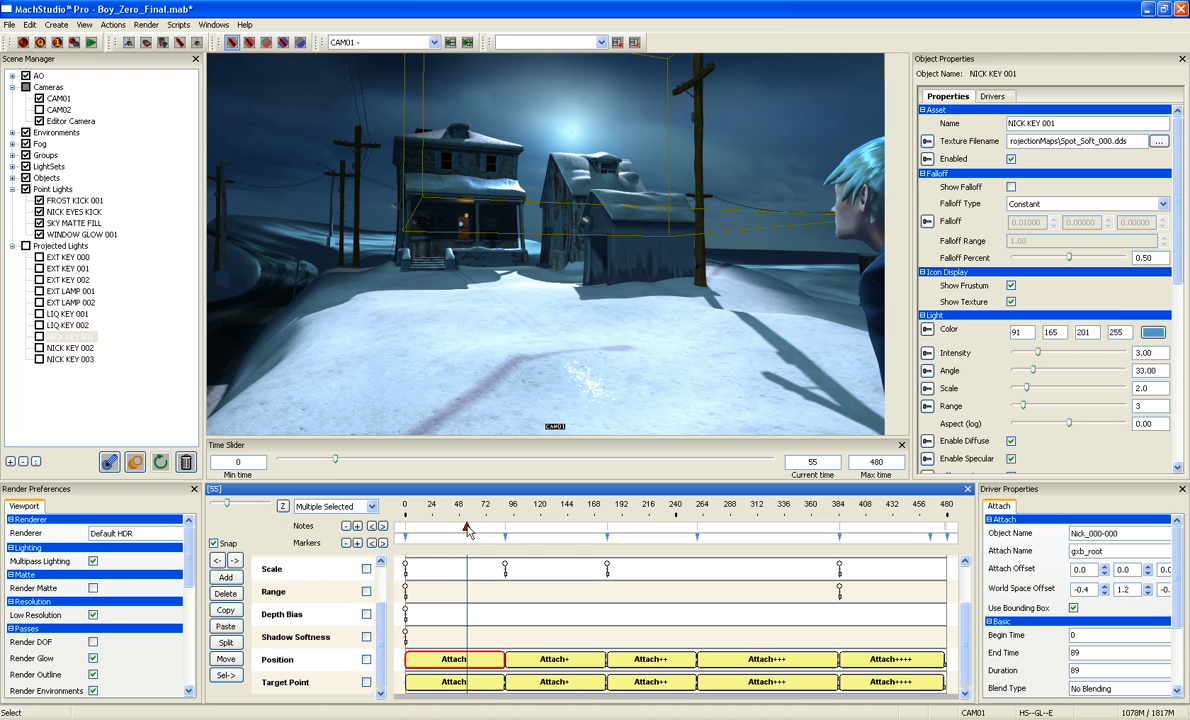 MachStudio™ Pro - Boy_Zero_Final.mab*
File Edit Create View Actions Render Scripts Windows Help
CAM01 -
Scene Manager
AO
Cameras
CAM01
CAM02
Editor Camera
Environments
Fog
Groups
LightSets
Objects
Point Lights
FROST KICK 001
NICK EYES KICK
SKY MATTE FILL
WINDOW GLOW 001
Projected Lights
EXT KEY 000
EXT KEY 001
EXT KEY 002
EXT LAMP 001
EXT LAMP 002
LIQ KEY 001
LIQ KEY 002
NICK KEY 002
NICK KEY 003
CAM01
Object Properties
Object Name: NICK KEY 001
Properties Drivers
Asset
Name NICK KEY 001
Texture Filename rojectionMaps\Spot_Soft_000.dds ...
Enabled
Falloff
Show Falloff
Falloff Type Constant
Falloff 0.01000 0.00000 0.00000
Falloff Range 1.00
Falloff Percent 0.50
Icon Display
Show Frustum
Show Texture
Light
Color 91 165 201 255
Intensity 3.00
Angle 33.00
Scale 2.0
Range 3
Aspect (log) 0.00
Enable Diffuse
Enable Specular
Time Slider
0 55 480
Min time Current time Max time
Render Preferences
Viewport
Renderer
Renderer Default HDR
Lighting
Multipass Lighting
Matte
Render Matte
Resolution
Low Resolution
Passes
Render DOF
Render Glow
Render Outline
Render Environments
[55]
Z Multiple Selected
0 24 48 72 96 120 144 168 192 216 240 264 288 312 336 360 384 408 432 456 480
Notes - + < >
Snap Markers - + < >
<- ->
Add
Delete
Copy
Paste
Split
Move
Sel->
Scale
Range
Depth Bias
Shadow Softness
Position Attach Attach+ Attach++ Attach+++ Attach++++
Target Point Attach Attach+ Attach++ Attach+++ Attach++++
Driver Properties
Attach
Attach
Object Name Nick_000-000
Attach Name gxb_root
Attach Offset 0.0 0.0 0.0
World Space Offset -0.4 1.2 -0.
Use Bounding Box
Basic
Begin Time 0
End Time 89
Duration 89
Blend Type No Blending
Select CAM01 HS--GL--E 1078M / 1817M